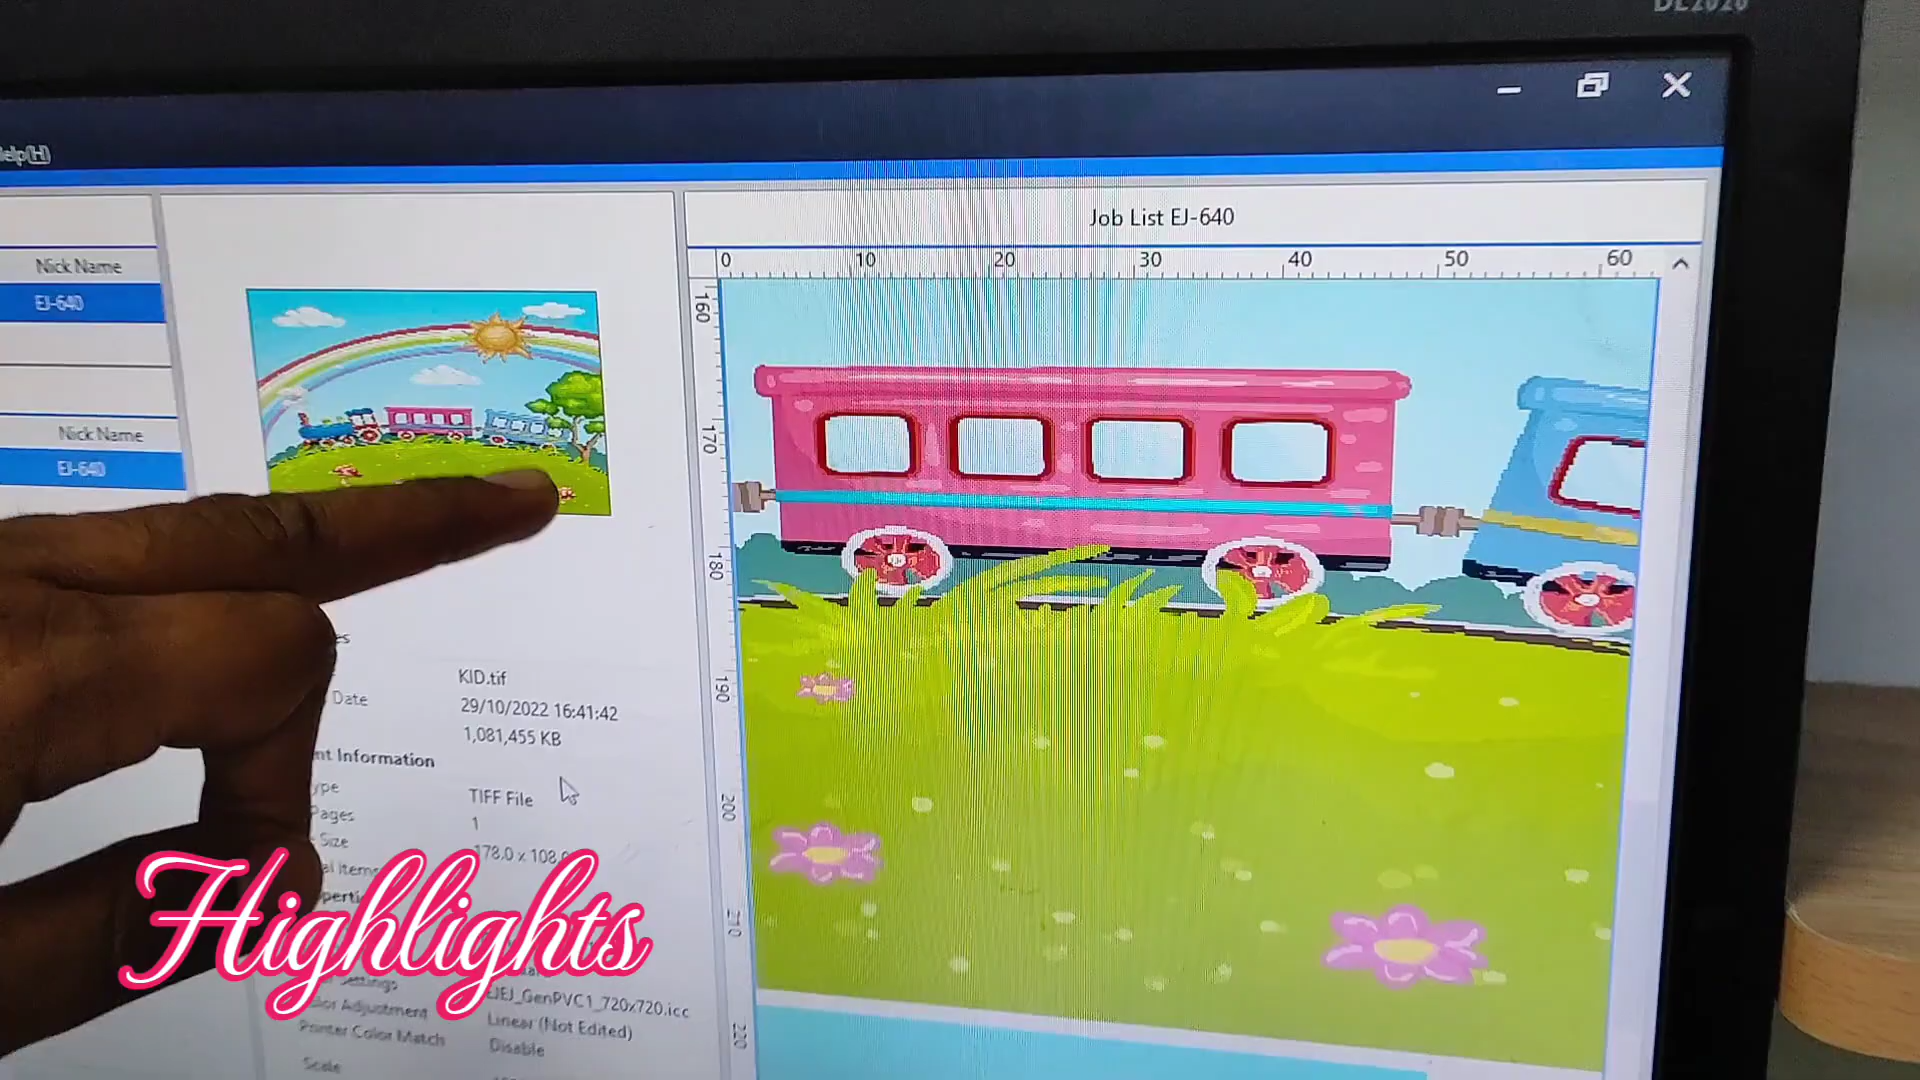 Help(H)
Job List EJ-640
0 10 20 30 40 50 60
Nick Name
EJ-640
Nick Name
EJ-640
160
170
180
190
200
210
220
KID.tif
Date 29/10/2022 16:41:42
1,081,455 KB
Information
TIFF File
Pages 1
Size 178.0 x 108
Highlights
Settings
EJEJ_GenPVC1_720x720.icc
Adjustment Linear (Not Edited)
Printer Color Match Disable
Scale